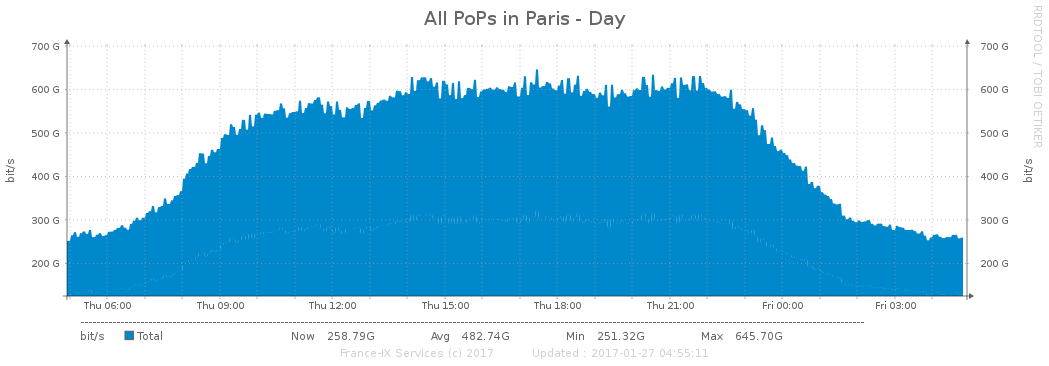 All PoPs in Paris - Day
RRDTOOL / TOBI OETIKER
700 G 700 G
600 G 600 G
500 G 500 G
400 G 400 G
300 G 300 G
200 G 200 G
bit/s bit/s
Thu 06:00 Thu 09:00 Thu 12:00 Thu 15:00 Thu 18:00 Thu 21:00 Fri 00:00 Fri 03:00
bit/s Total Now 258.79G Avg 482.74G Min 251.32G Max 645.70G
France-IX Services (c) 2017 Updated : 2017-01-27 04:55:11